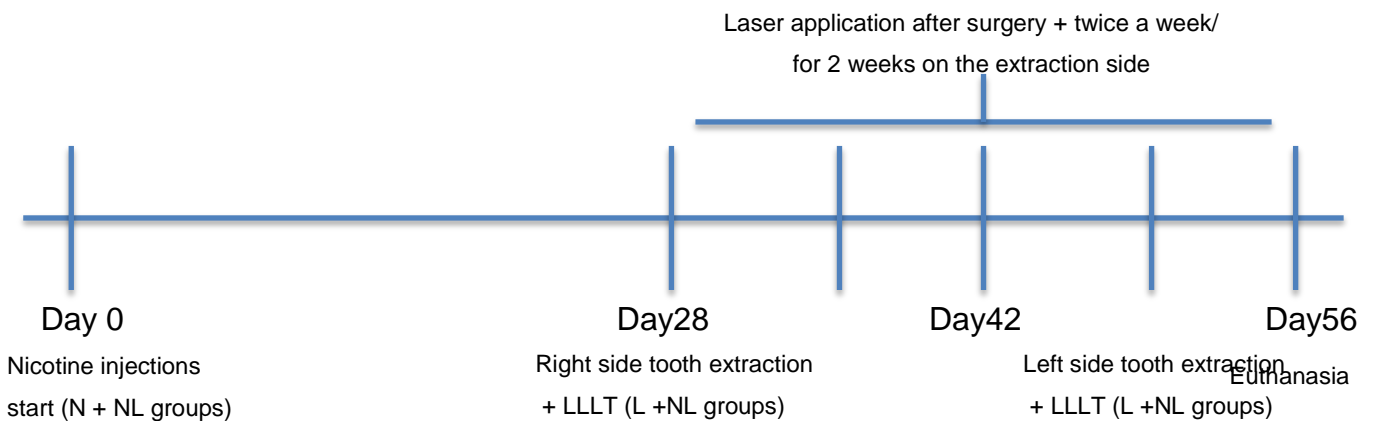 Laser application after surgery + twice a week/
for 2 weeks on the extraction side
Day 0
Day28
Day42
Day56
Nicotine injections
start (N + NL groups)
Right side tooth extraction
+ LLLT (L +NL groups)
Left side tooth extraction
+ LLLT (L +NL groups)
Euthanasia